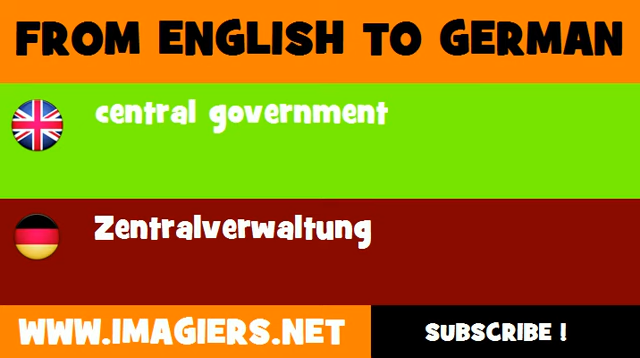 FROM ENGLISH TO GERMAN
central government
Zentralverwaltung
WWW.IMAGIERS.NET
SUBSCRIBE !